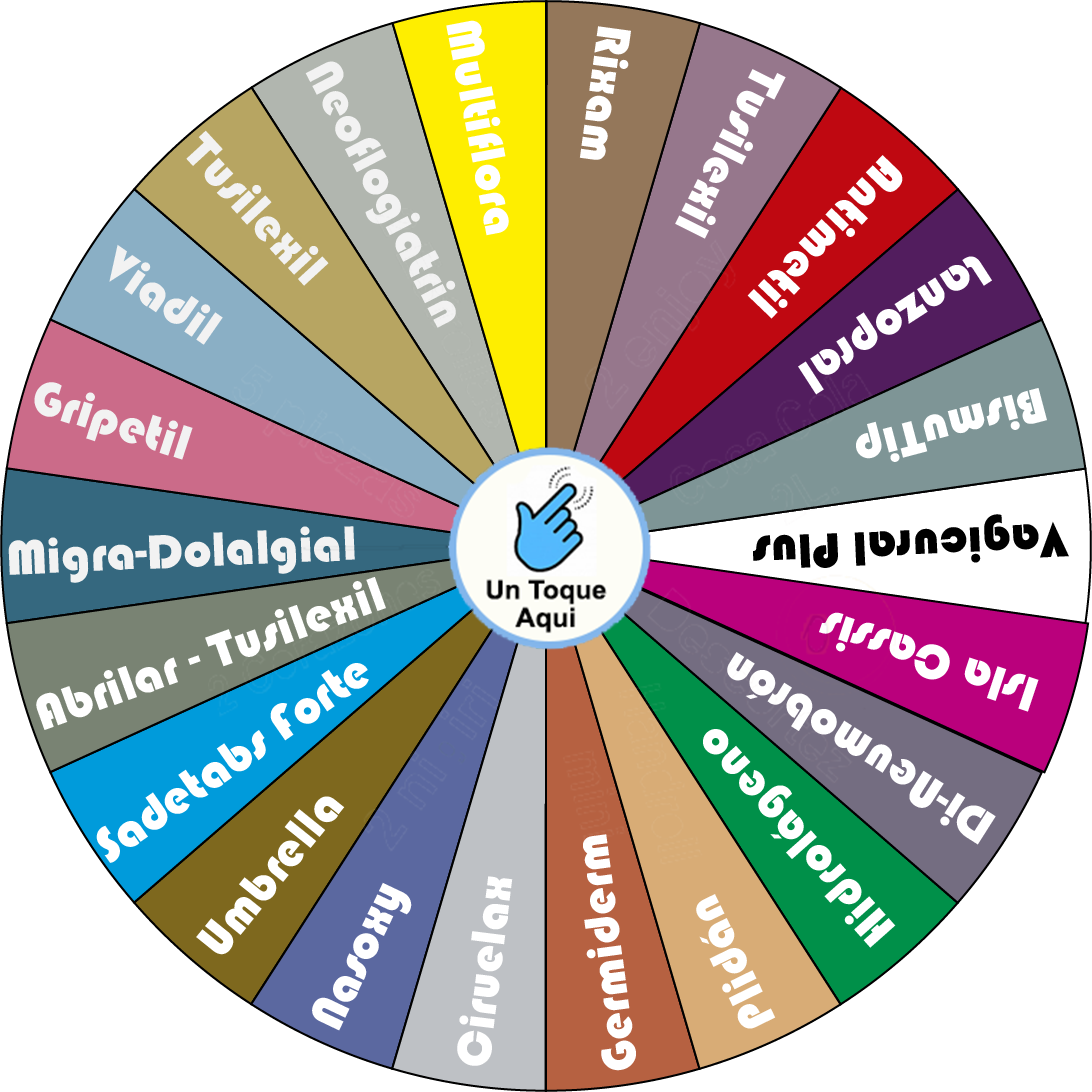 Rixam
Tusilexil
Antimetil
lanzopral
BismuTip
Vagicural Plus
Isla Cassis
Di-Neumobrón
Hidrolágeno
Plidán
Germiderm
Ciruelax
Nasoxy
Umbrella
Sadetabs Forte
Abrilar - Tusilexil
Migra-Dolalgial
Gripetil
Viadil
Tusilexil
Neoflogiatrin
Multiflora
Un Toque
Aqui